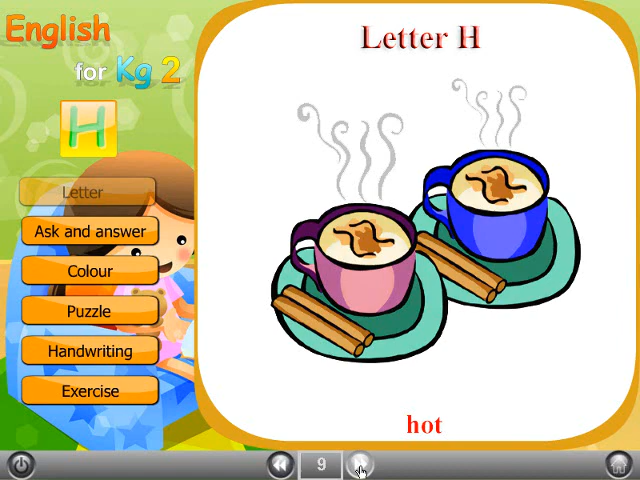 English
for Kg 2
H
Letter
Ask and answer
Colour
Puzzle
Handwriting
Exercise
Letter H
hot
9